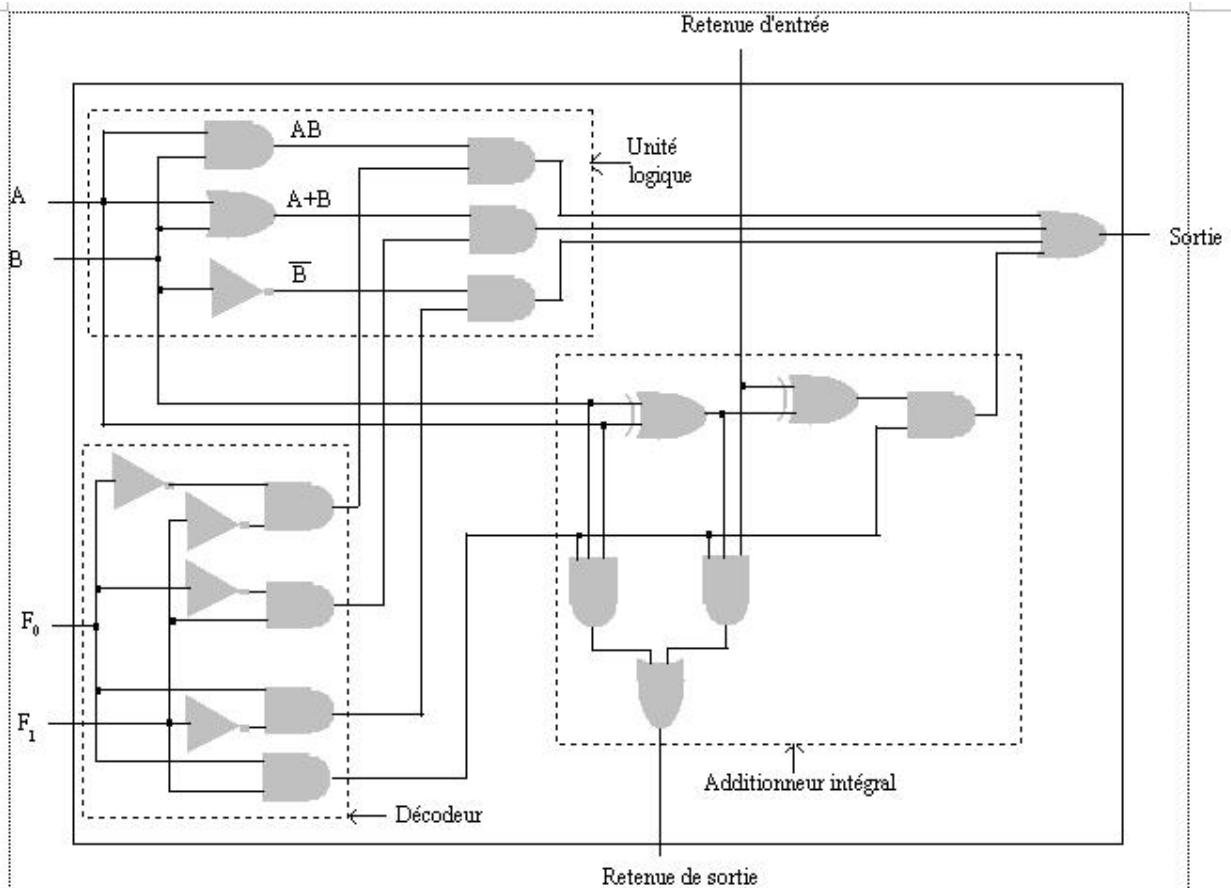 Retenue d'entrée
AB
Unité
logique
A
A+B
Sortie
B
B̅
F₀
F₁
Additionneur intégral
Décodeur
Retenue de sortie